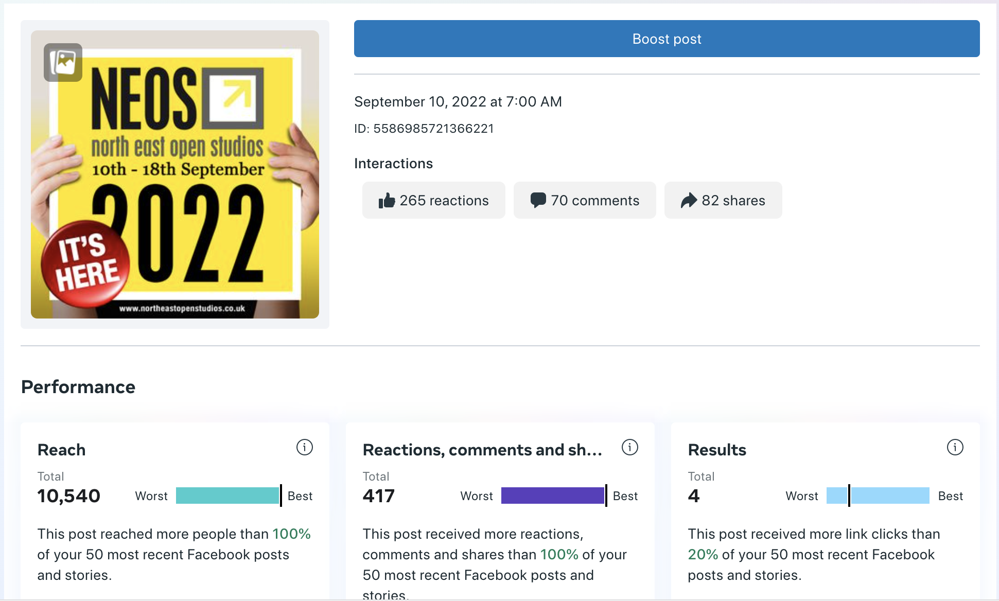 NEOS
north east open studios
10th - 18th September
2022
IT'S
HERE
www.northeastopenstudios.co.uk
Boost post
September 10, 2022 at 7:00 AM
ID: 5586985721366221
Interactions
265 reactions
70 comments
82 shares
Performance
Reach
Total
10,540
Worst
Best
This post reached more people than 100%
of your 50 most recent Facebook posts
and stories.
Reactions, comments and sh...
Total
417
Worst
Best
This post received more reactions,
comments and shares than 100% of your
50 most recent Facebook posts and
stories.
Results
Total
4
Worst
Best
This post received more link clicks than
20% of your 50 most recent Facebook
posts and stories.